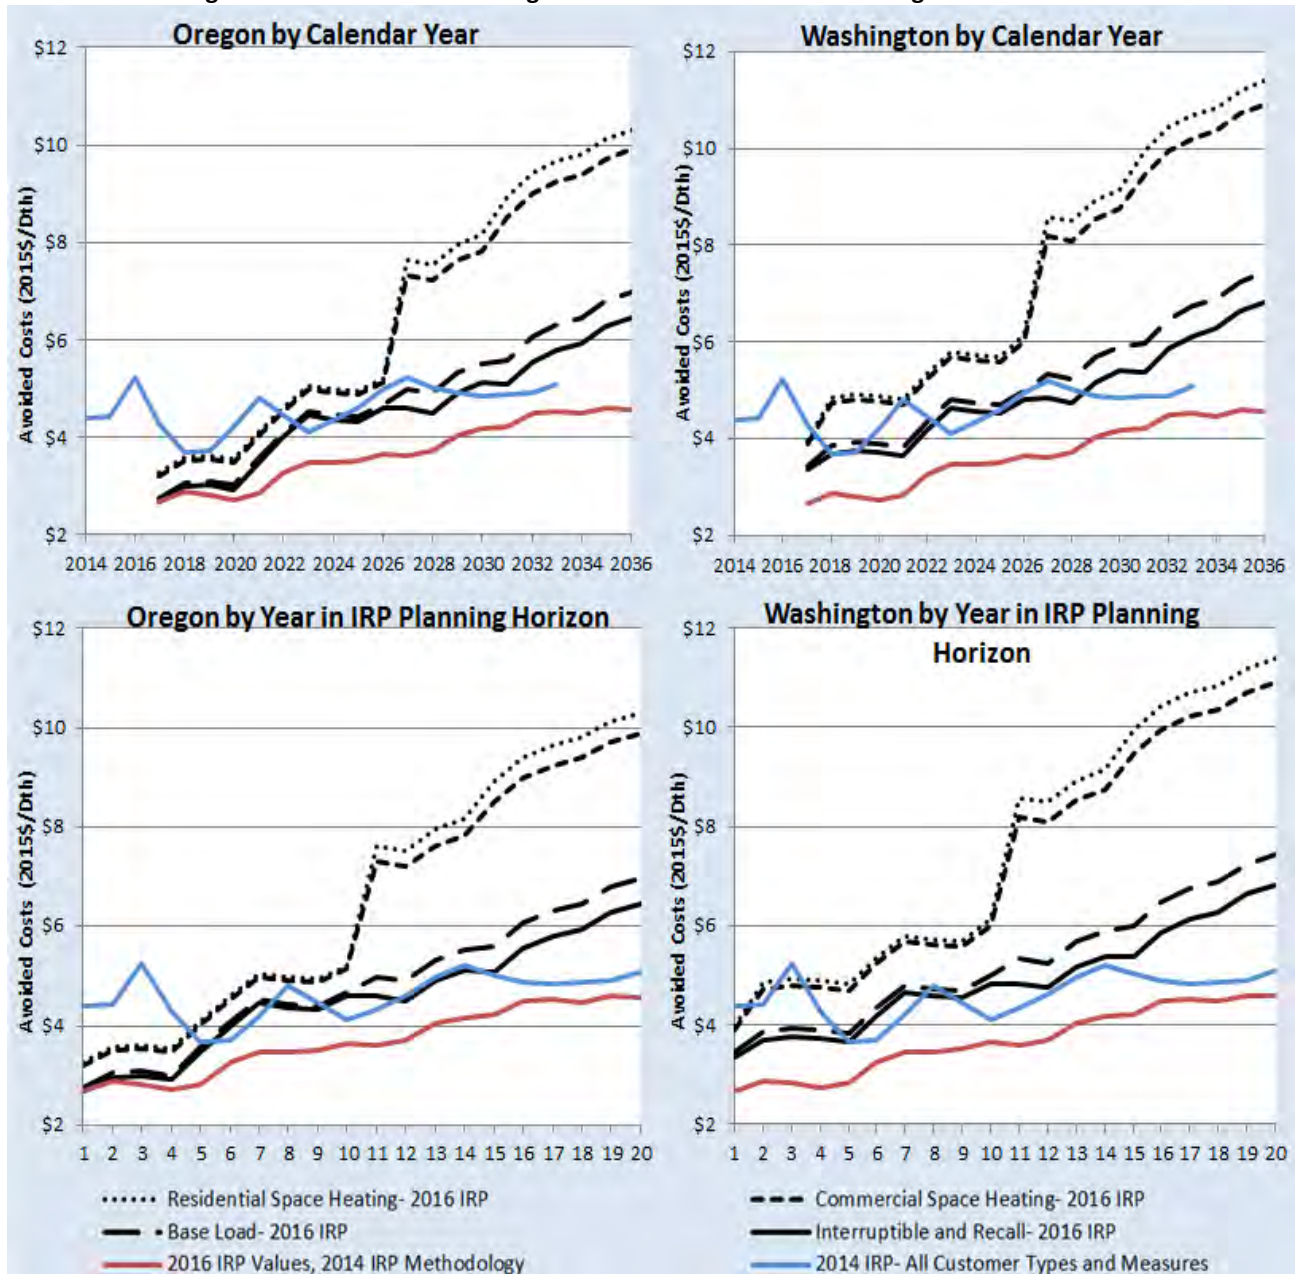 Oregon by Calendar Year
$12
$10
$8
$6
$4
$2
Avoided Costs (2015$/Dth)
2014 2016 2018 2020 2022 2024 2026 2028 2030 2032 2034 2036
Washington by Calendar Year
$12
$10
$8
$6
$4
$2
Avoided Costs (2015$/Dth)
2014 2016 2018 2020 2022 2024 2026 2028 2030 2032 2034 2036
Oregon by Year in IRP Planning Horizon
$12
$10
$8
$6
$4
$2
Avoided Costs (2015$/Dth)
1 2 3 4 5 6 7 8 9 10 11 12 13 14 15 16 17 18 19 20
Washington by Year in IRP Planning
Horizon
$12
$10
$8
$6
$4
$2
Avoided Costs (2015$/Dth)
1 2 3 4 5 6 7 8 9 10 11 12 13 14 15 16 17 18 19 20
Residential Space Heating- 2016 IRP
Commercial Space Heating- 2016 IRP
Base Load- 2016 IRP
Interruptible and Recall- 2016 IRP
2016 IRP Values, 2014 IRP Methodology
2014 IRP- All Customer Types and Measures